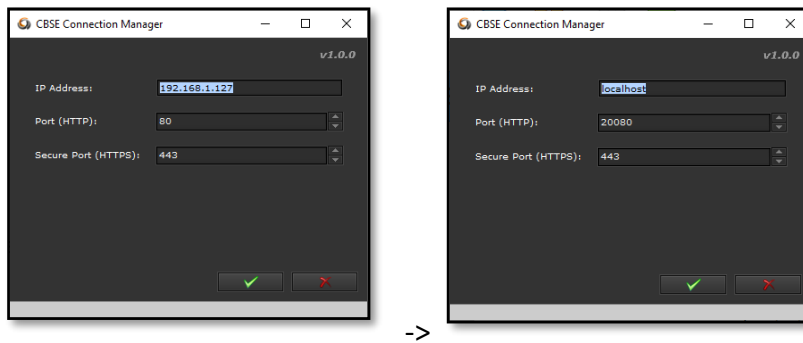 CBSE Connection Manager
v1.0.0
IP Address: 192.168.1.127
Port (HTTP): 80
Secure Port (HTTPS): 443
->
CBSE Connection Manager
v1.0.0
IP Address: localhost
Port (HTTP): 20080
Secure Port (HTTPS): 443